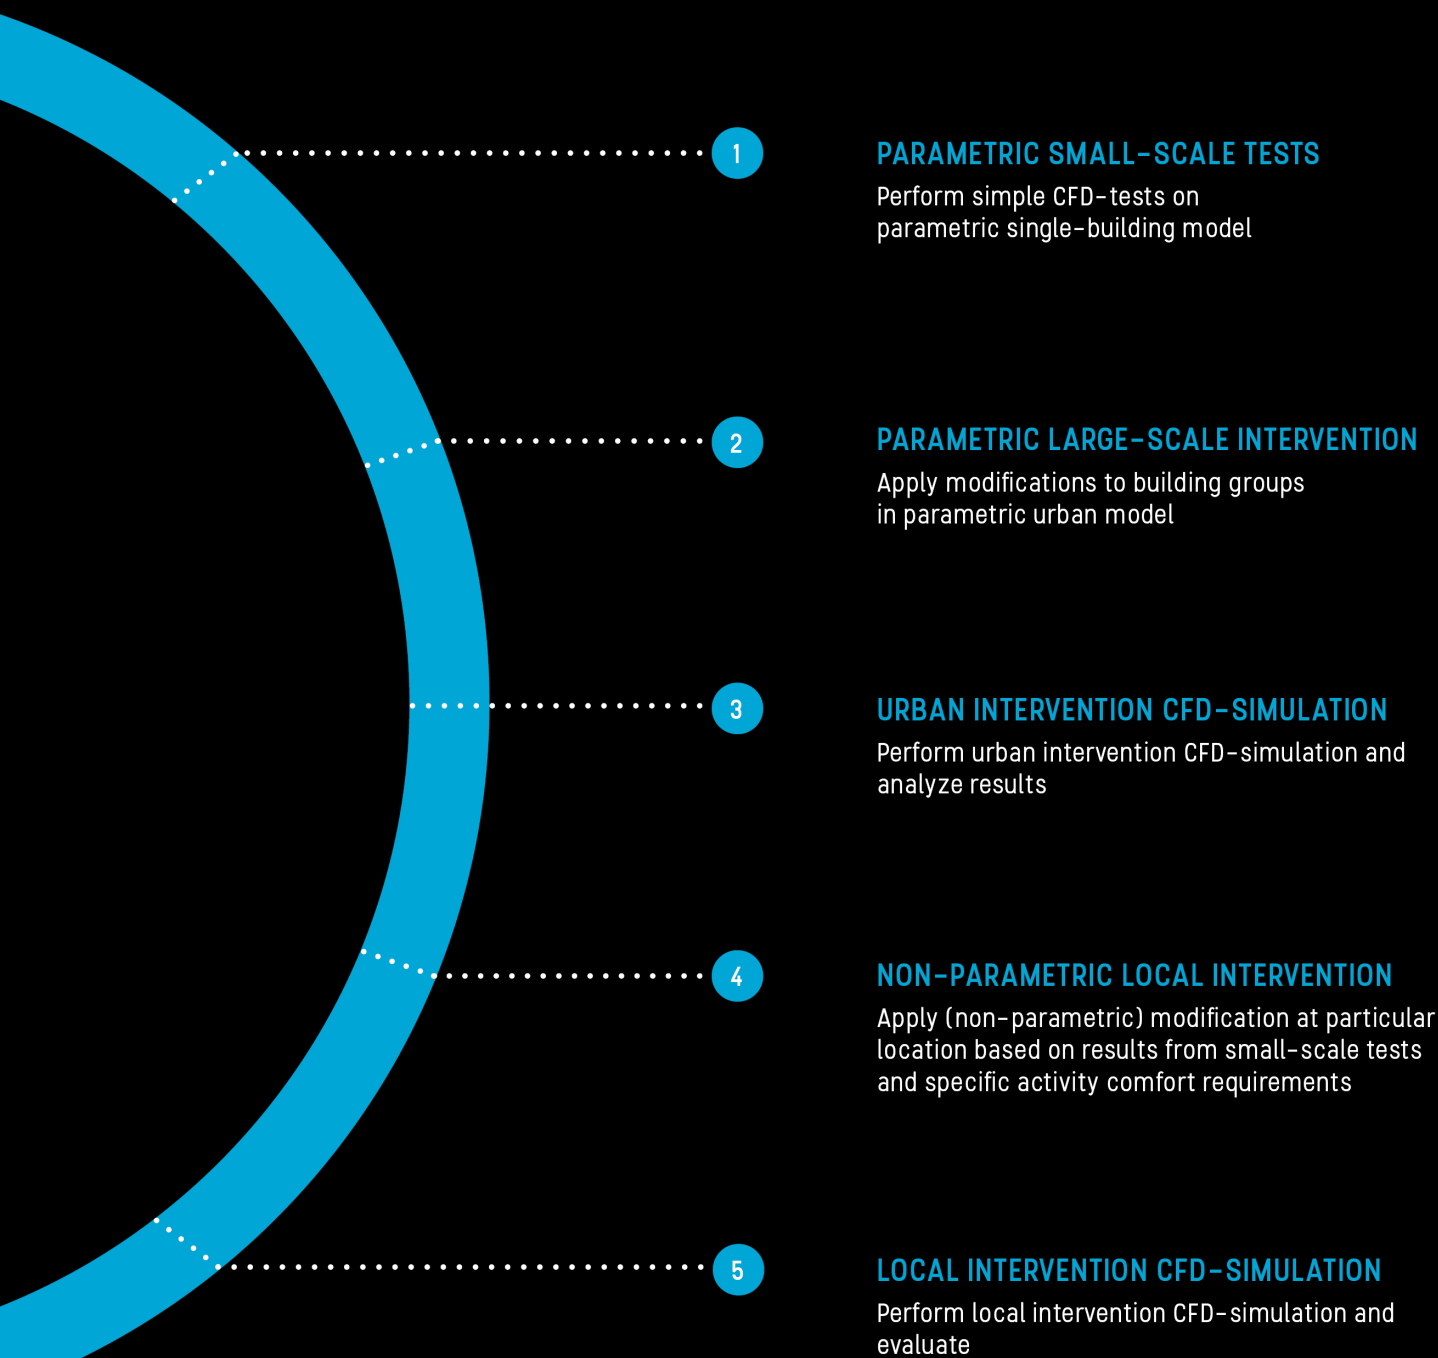 1
PARAMETRIC SMALL-SCALE TESTS
Perform simple CFD-tests on
parametric single-building model
2
PARAMETRIC LARGE-SCALE INTERVENTION
Apply modifications to building groups
in parametric urban model
3
URBAN INTERVENTION CFD-SIMULATION
Perform urban intervention CFD-simulation and
analyze results
4
NON-PARAMETRIC LOCAL INTERVENTION
Apply (non-parametric) modification at particular
location based on results from small-scale tests
and specific activity comfort requirements
5
LOCAL INTERVENTION CFD-SIMULATION
Perform local intervention CFD-simulation and
evaluate